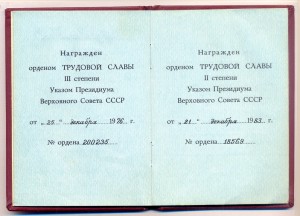 Награжден
орденом ТРУДОВОЙ СЛАВЫ
III степени
Указом Президиума
Верховного Совета СССР
от „25“ декабря 1976 г.
№ ордена 200235
Награжден
орденом ТРУДОВОЙ СЛАВЫ
II степени
Указом Президиума
Верховного Совета СССР
от „21“ декабря 1983 г.
№ ордена 18559